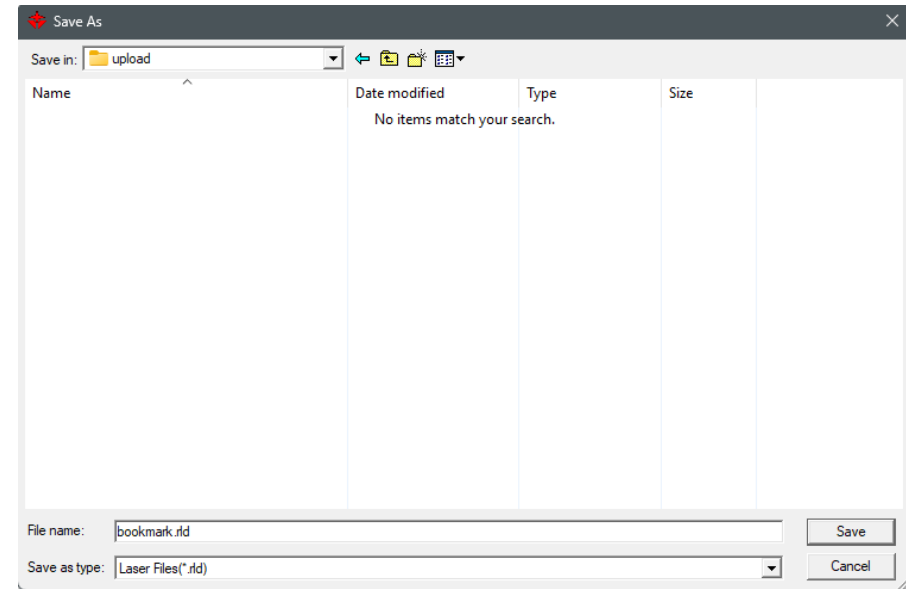 Save As
Save in: upload
Name Date modified Type Size
No items match your search.
File name: bookmark.rld
Save
Save as type: Laser Files(*.rld)
Cancel